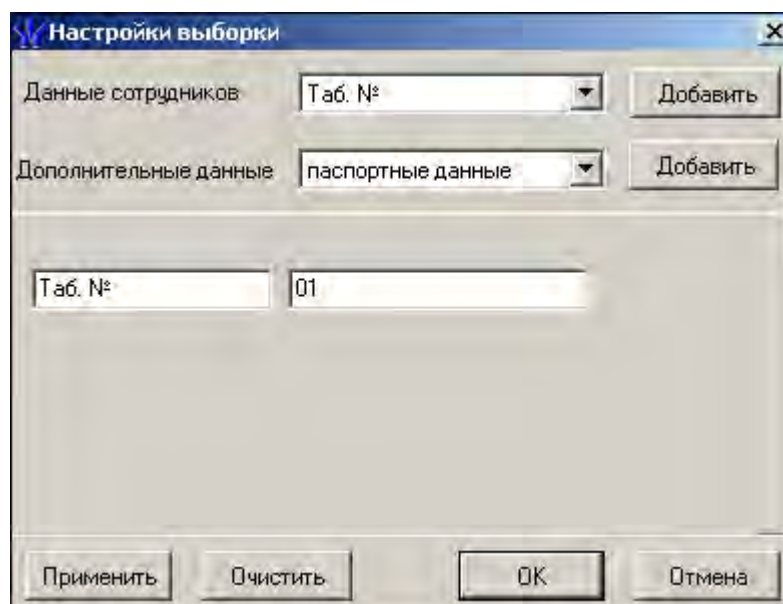 Настройки выборки
Данные сотрудников Таб. № Добавить
Дополнительные данные паспортные данные Добавить
Таб. № 01
Применить Очистить OK Отмена